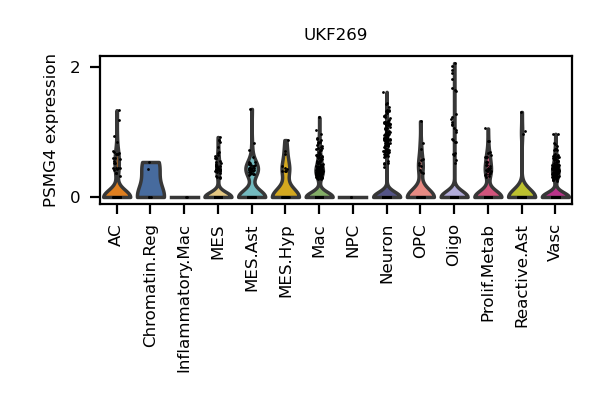 UKF269
PSMG4 expression
2
0
AC
Chromatin.Reg
Inflammatory.Mac
MES
MES.Ast
MES.Hyp
Mac
NPC
Neuron
OPC
Oligo
Prolif.Metab
Reactive.Ast
Vasc